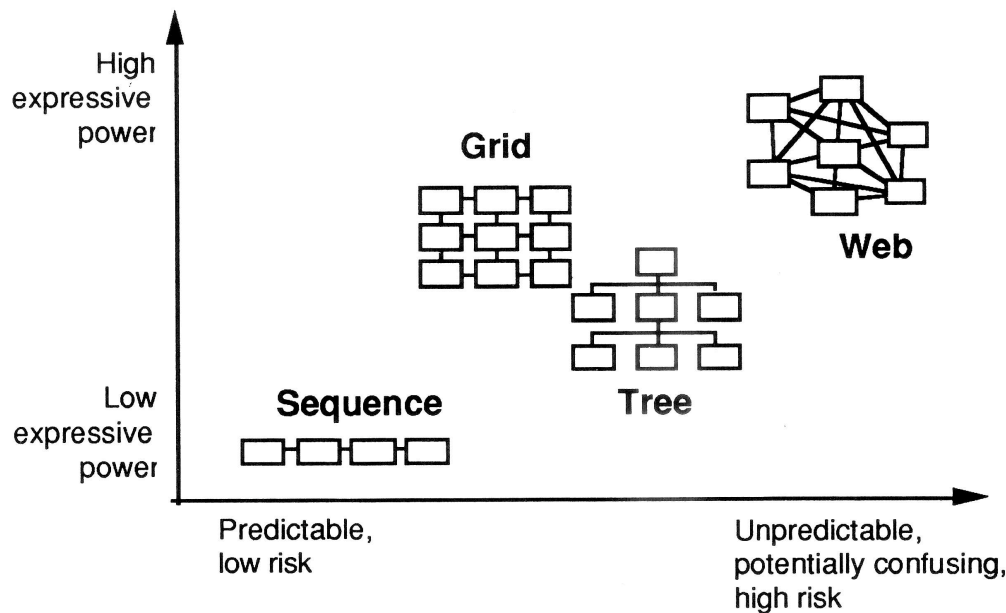 High
expressive
power
Grid
Web
Low
expressive
power
Sequence
Tree
Predictable,
low risk
Unpredictable,
potentially confusing,
high risk